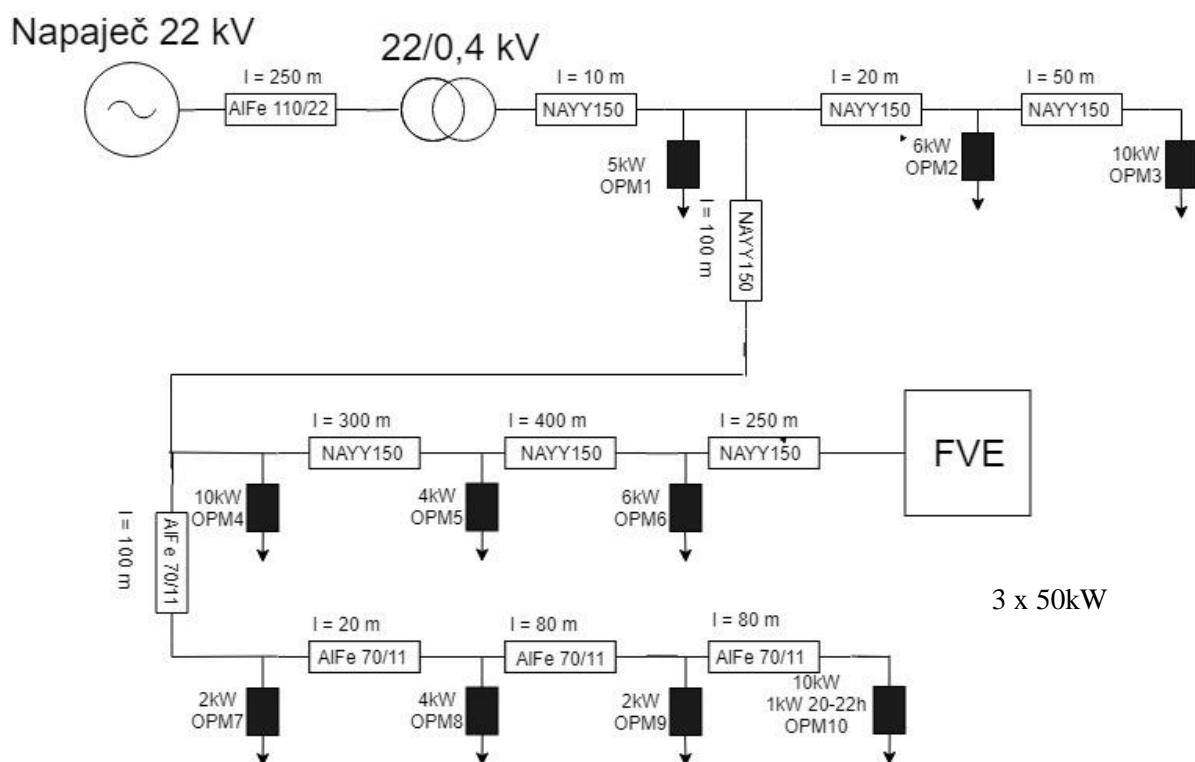 Napaječ 22 kV
22/0,4 kV
l = 250 m
l = 10 m
l = 20 m
l = 50 m
AlFe 110/22
NAYY150
NAYY150
NAYY150
5kW
OPM1
6kW
OPM2
10kW
OPM3
l = 100 m
NAYY150
l = 300 m
l = 400 m
l = 250 m
NAYY150
NAYY150
NAYY150
FVE
10kW
OPM4
4kW
OPM5
6kW
OPM6
l = 100 m
AlFe 70/11
3 x 50kW
l = 20 m
l = 80 m
l = 80 m
AlFe 70/11
AlFe 70/11
AlFe 70/11
2kW
OPM7
4kW
OPM8
2kW
OPM9
10kW
1kW 20-22h
OPM10